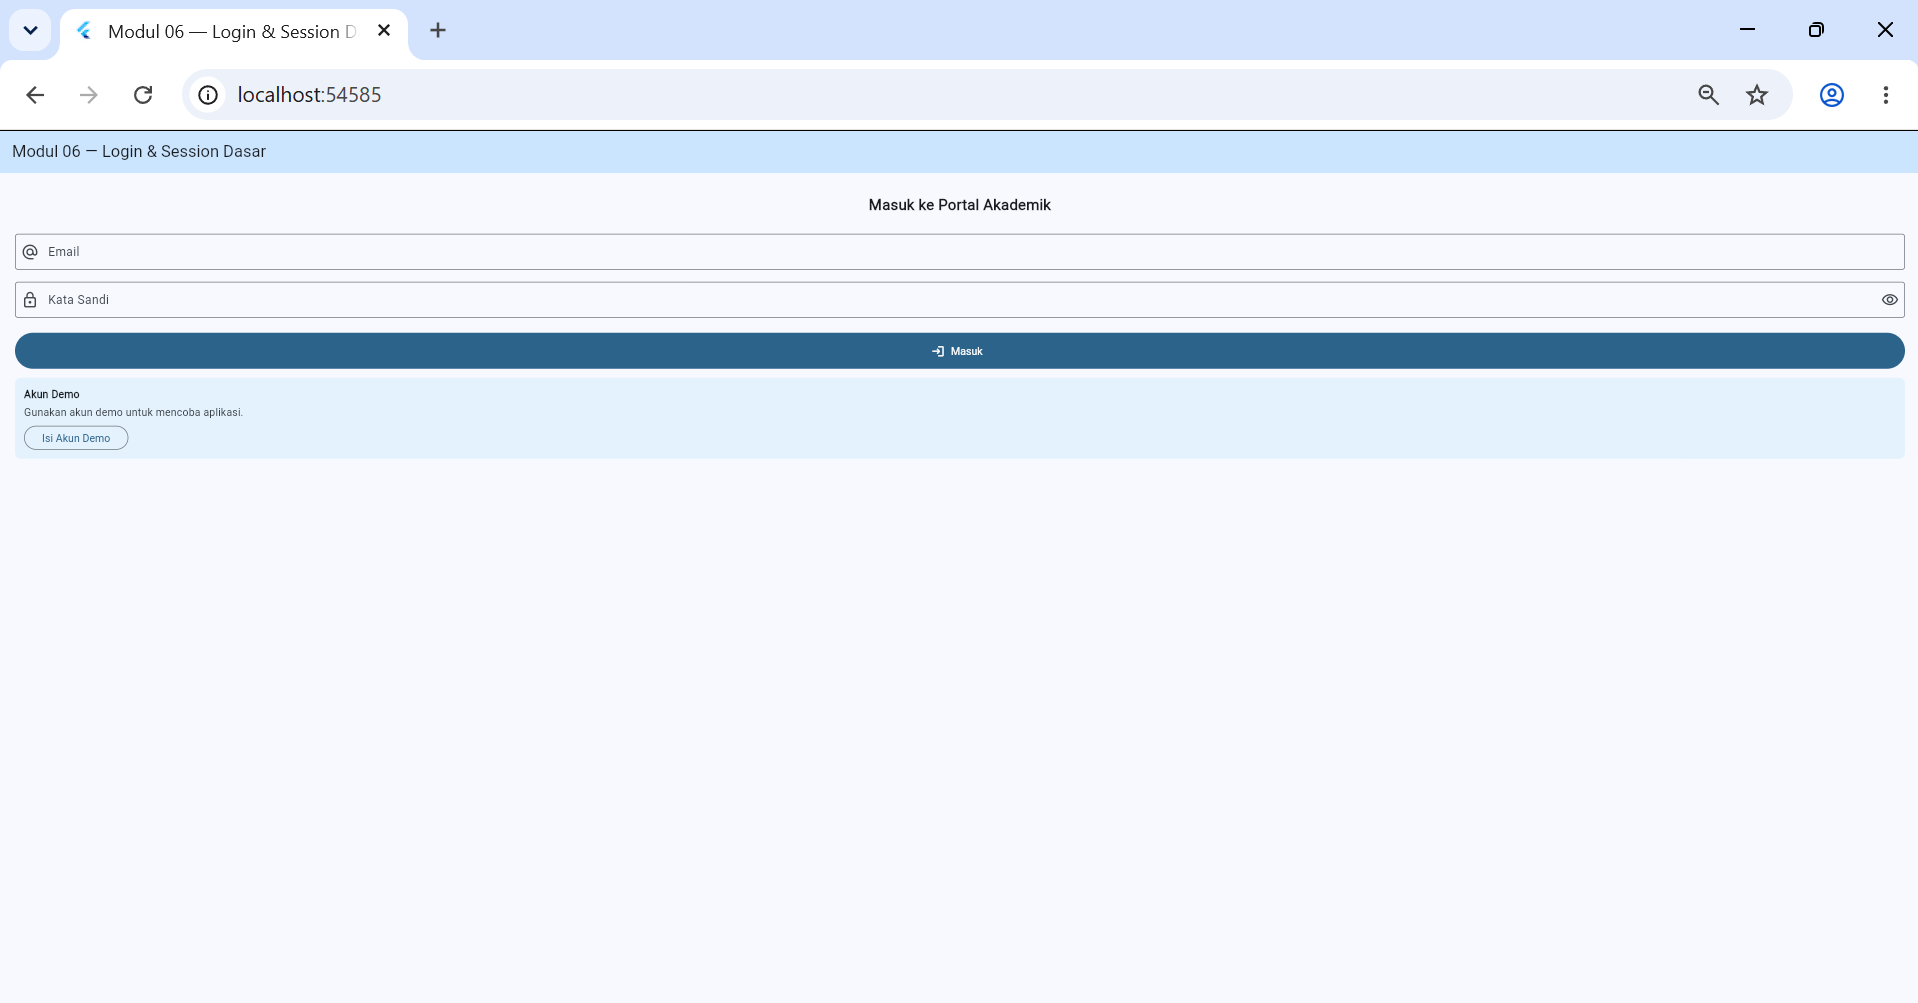 Modul 06 — Login & Session D
localhost:54585
Modul 06 — Login & Session Dasar
Masuk ke Portal Akademik
Email
Kata Sandi
Masuk
Akun Demo
Gunakan akun demo untuk mencoba aplikasi.
Isi Akun Demo